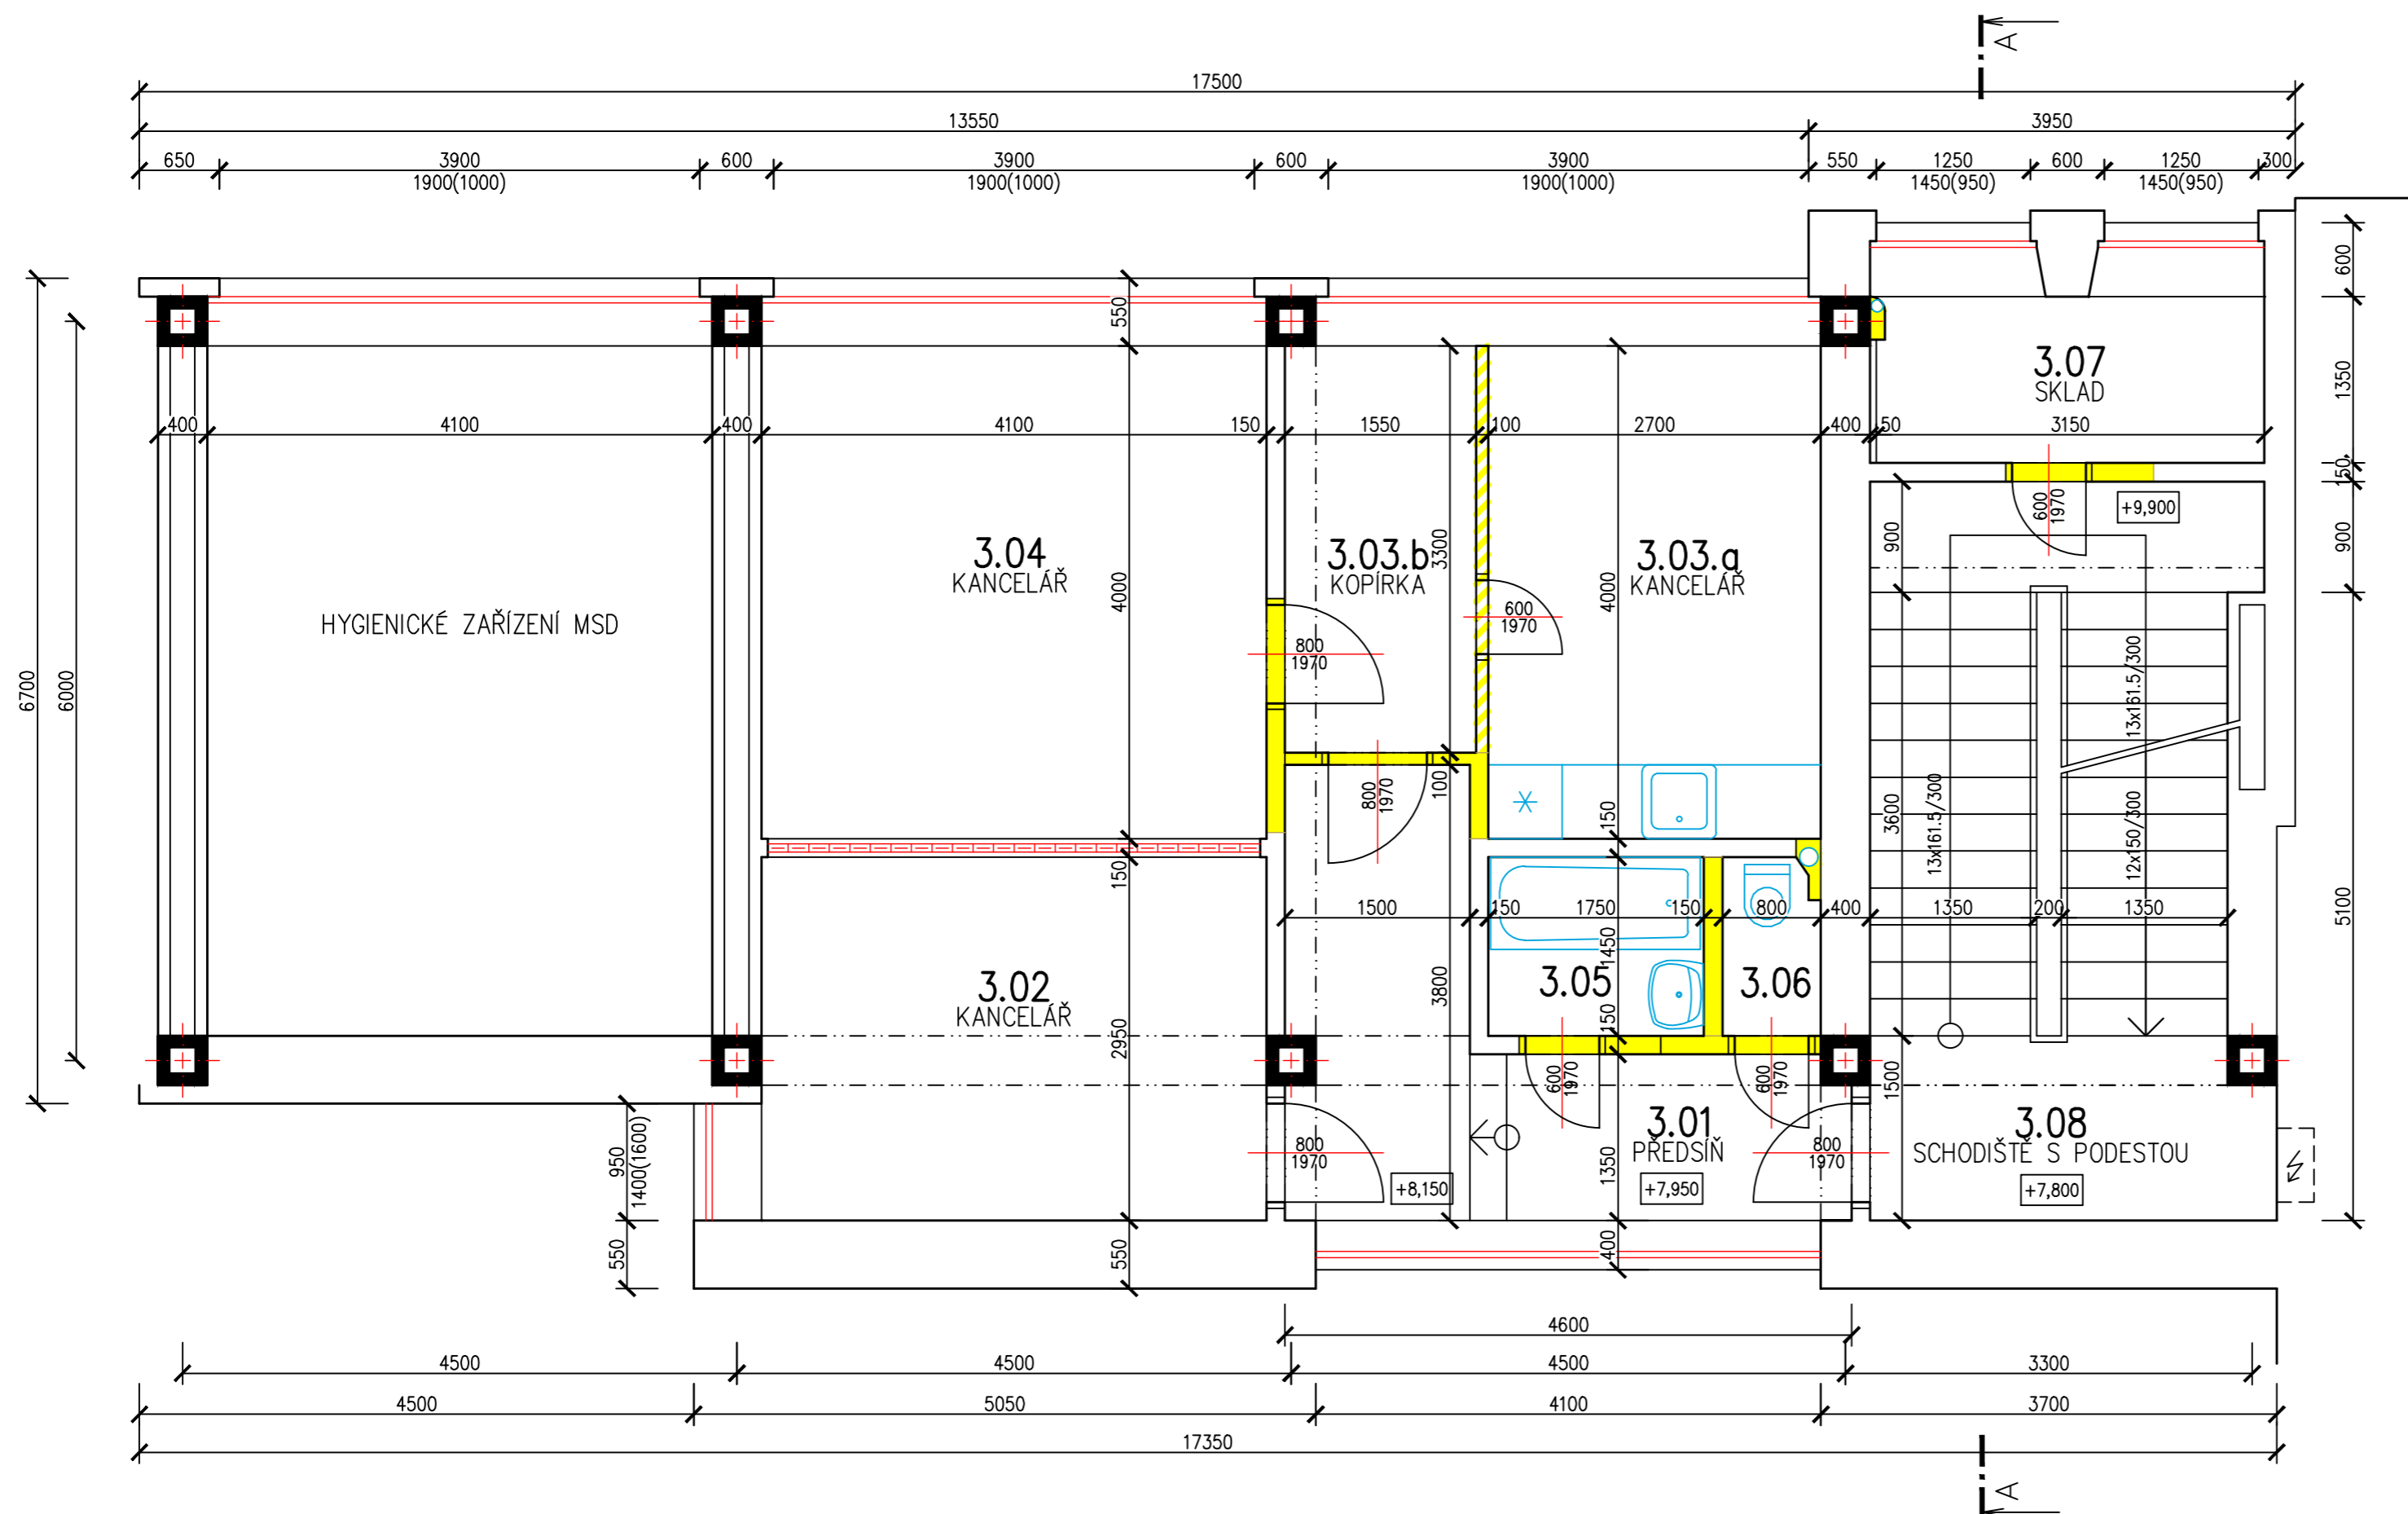 A
17500
13550 3950
650 3900 600 3900 600 3900 550 1250 600 1250 300
1900(1000) 1900(1000) 1900(1000) 1450(950) 1450(950)
600
550
3.07
SKLAD
1350
400 4100 400 4100 150 1550 100 2700 400 50 3150
150
600
1970
+9,900
900
900
6700
6000
3.04
KANCELÁŘ
4000
3.03.b
KOPÍRKA
3300
3.03.a
KANCELÁŘ
4000
HYGIENICKÉ ZAŘÍZENÍ MSD
600
1970
800
1970
13x161.5/300
800
1970
100
150
3600
13x161.5/300
12x150/300
150
1500 150 1750 150 800 400 1350 200 1350
5100
1450
3.05
3.06
3.02
KANCELÁŘ
2950
3800
150
600
1970
600
1970
1500
3.01
PŘEDSÍŇ
3.08
SCHODIŠTĚ S PODESTOU
950
1400(1600)
800
1970
1350
800
1970
+8,150
+7,950
+7,800
550
550
400
4600
4500 4500 4500 3300
4500 5050 4100 3700
17350
A